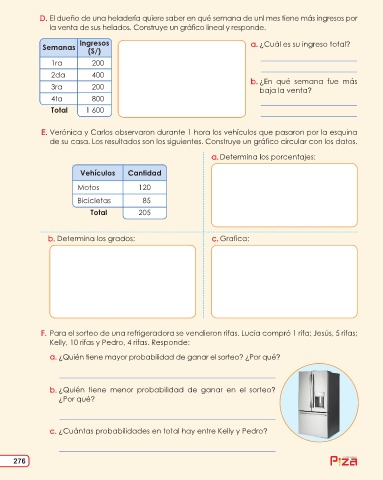 D. El dueño de una heladería quiere saber en qué semana de un mes tiene más ingresos por
la venta de sus helados. Construye un gráfico lineal y responde.
Semanas Ingresos (S/)
1ra 200
2da 400
3ra 200
4ta 800
Total 1 600
a. ¿Cuál es su ingreso total?
b. ¿En qué semana fue más
baja la venta?
E. Verónica y Carlos observaron durante 1 hora los vehículos que pasaron por la esquina
de su casa. Los resultados son los siguientes. Construye un gráfico circular con los datos.
a. Determina los porcentajes:
Vehículos Cantidad
Motos 120
Bicicletas 85
Total 205
b. Determina los grados:
c. Grafica:
F. Para el sorteo de una refrigeradora se vendieron rifas. Lucía compró 1 rifa; Jesús, 5 rifas;
Kelly, 10 rifas y Pedro, 4 rifas. Responde:
a. ¿Quién tiene mayor probabilidad de ganar el sorteo? ¿Por qué?
b. ¿Quién tiene menor probabilidad de ganar en el sorteo?
¿Por qué?
c. ¿Cuántas probabilidades en total hay entre Kelly y Pedro?
276